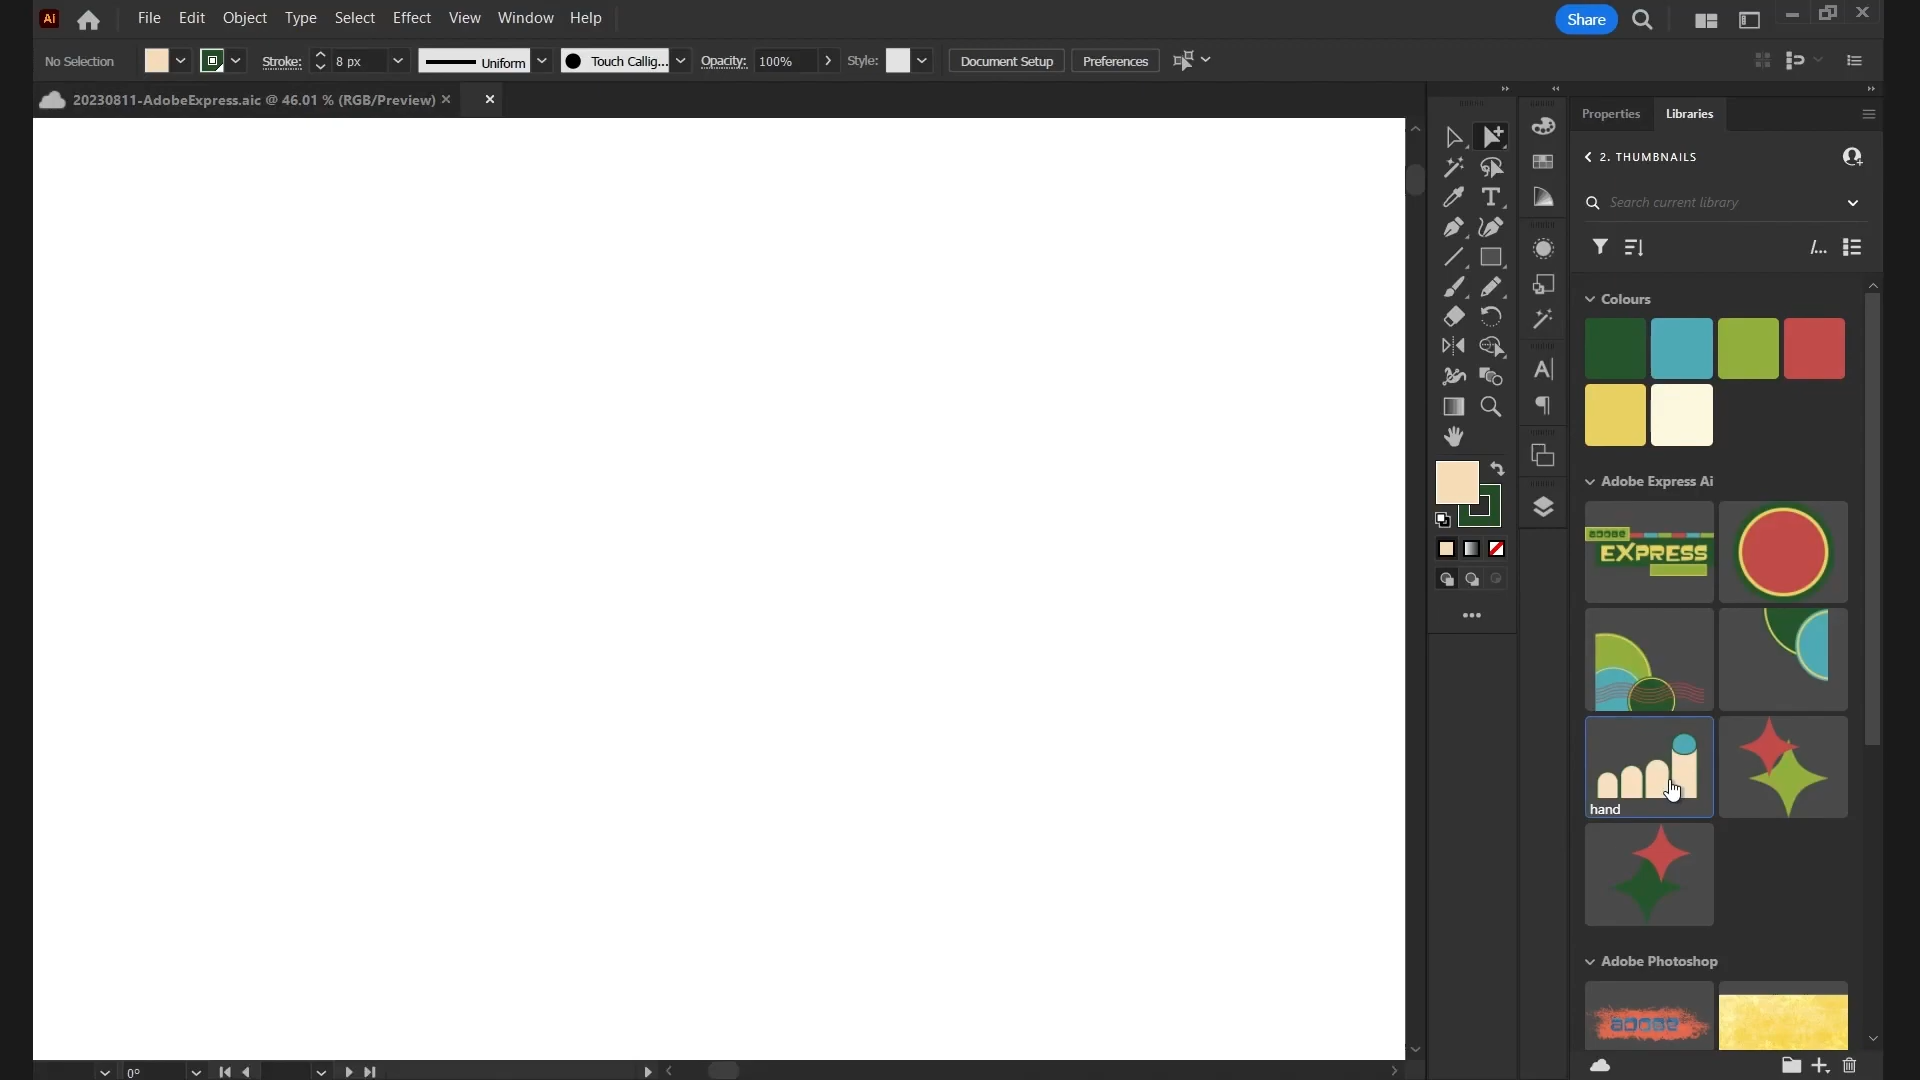 Ai File Edit Object Type Select Effect View Window Help Share
No Selection Stroke: 8 px Uniform Touch Callig... Opacity: 100% Style: Document Setup Preferences
20230811-AdobeExpress.aic @ 46.01 % (RGB/Preview)
Properties Libraries
2. THUMBNAILS
Search current library
/...
Colours
Adobe Express Ai
adobe
EXPRESS
hand
Adobe Photoshop
adobe
0°